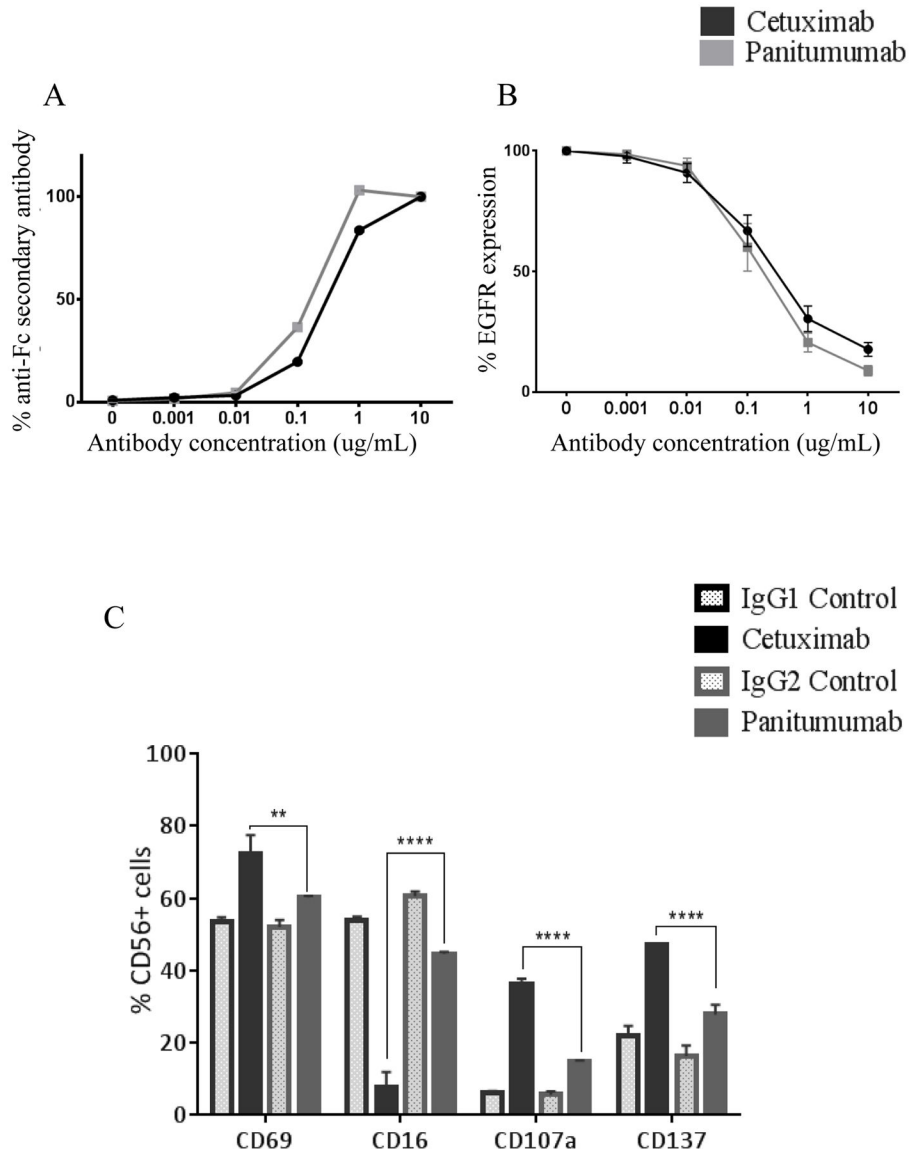 Cetuximab
Panitumumab
A
B
% anti-Fc secondary antibody
100
50
0
0 0.001 0.01 0.1 1 10
Antibody concentration (ug/mL)
% EGFR expression
100
50
0
0 0.001 0.01 0.1 1 10
Antibody concentration (ug/mL)
C
IgG1 Control
Cetuximab
IgG2 Control
Panitumumab
% CD56+ cells
100
80
60
40
20
0
**
****
****
****
CD69 CD16 CD107a CD137